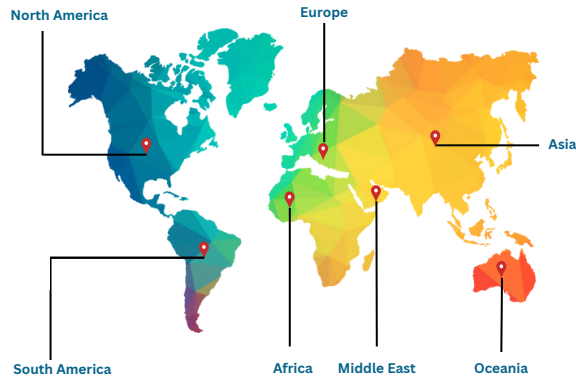 North America
Europe
Asia
South America
Africa
Middle East
Oceania